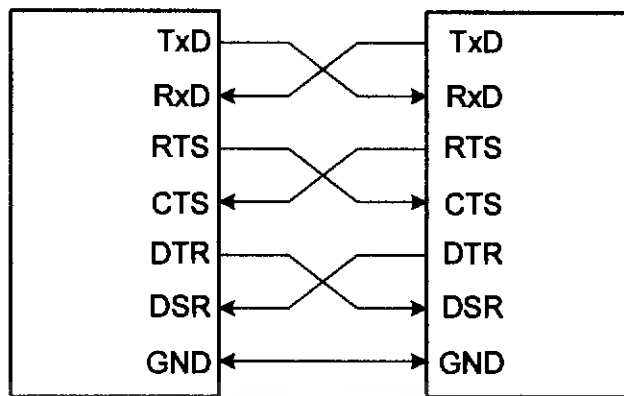 TxD TxD
RxD RxD
RTS RTS
CTS CTS
DTR DTR
DSR DSR
GND GND